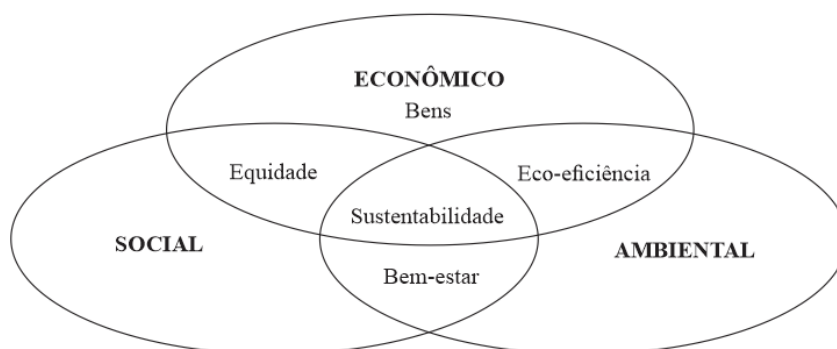 ECONÔMICO
Bens
Equidade
Eco-eficiência
Sustentabilidade
SOCIAL
AMBIENTAL
Bem-estar